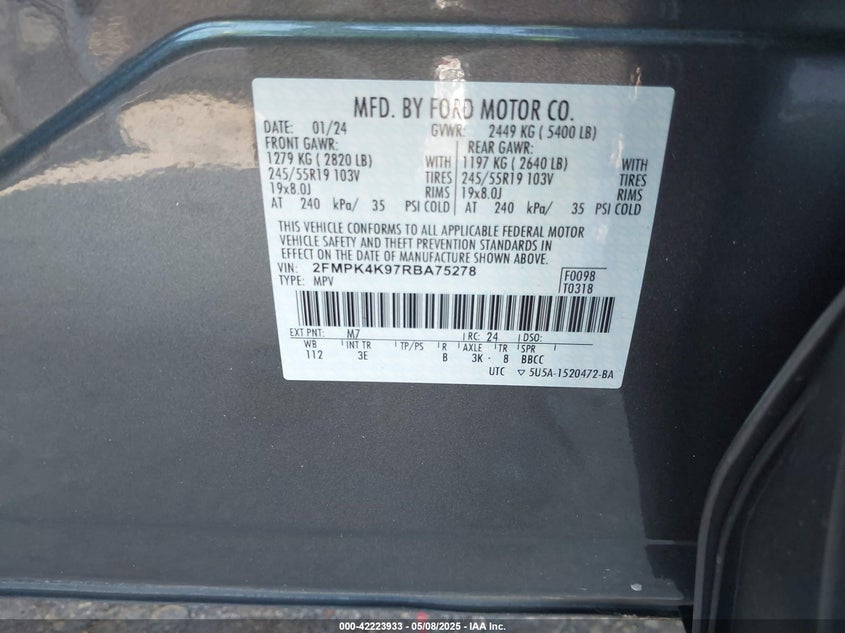 MFD. BY FORD MOTOR CO.
DATE: 01/24 GVWR: 2449 KG ( 5400 LB)
FRONT GAWR: REAR GAWR:
1279 KG ( 2820 LB) WITH 1197 KG ( 2640 LB) WITH
245/55R19 103V TIRES 245/55R19 103V TIRES
19x8.0J RIMS 19x8.0J RIMS
AT 240 kPa/ 35 PSI COLD AT 240 kPa/ 35 PSI COLD
THIS VEHICLE CONFORMS TO ALL APPLICABLE FEDERAL MOTOR
VEHICLE SAFETY AND THEFT PREVENTION STANDARDS IN
EFFECT ON THE DATE OF MANUFACTURE SHOWN ABOVE.
VIN: 2FMPK4K97RBA75278 F0098
TYPE: MPV T0318
EXT PNT: M7 RC: 24 DSO:
WB INT TR TP/PS R AXLE TR SPR
112 3E B 3K 8 BBCC
UTC ▽ 5U5A-1520472-BA
000-42223933 - 05/08/2025 - IAA Inc.